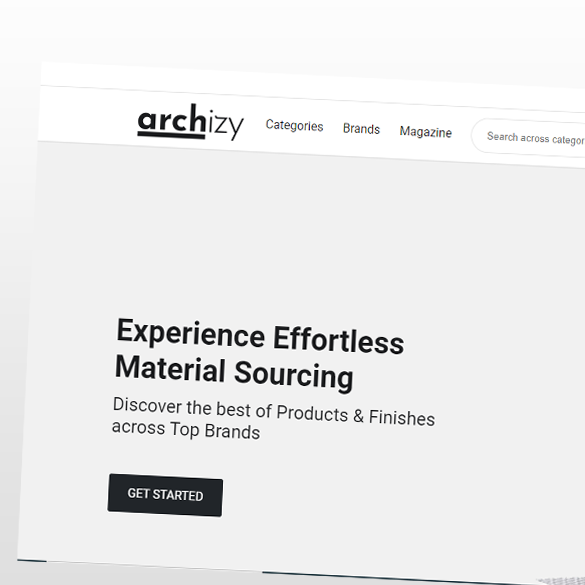 archizy
Categories Brands Magazine Search across categor
Experience Effortless
Material Sourcing
Discover the best of Products & Finishes
across Top Brands
GET STARTED